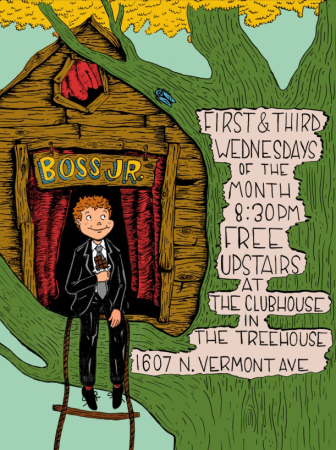 BOSS JR.
FIRST & THIRD
WEDNESDAYS
OF THE
MONTH
8:30PM
FREE
UPSTAIRS
AT
THE CLUBHOUSE
IN
THE TREEHOUSE
1607 N. VERMONT AVE